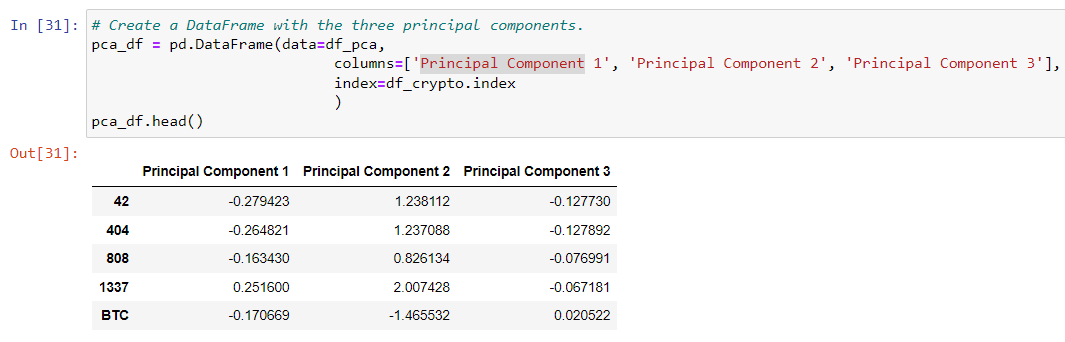 In [31]: # Create a DataFrame with the three principal components.
pca_df = pd.DataFrame(data=df_pca,
columns=['Principal Component 1', 'Principal Component 2', 'Principal Component 3'],
index=df_crypto.index
)
pca_df.head()
Out[31]:
Principal Component 1 Principal Component 2 Principal Component 3
42 -0.279423 1.238112 -0.127730
404 -0.264821 1.237088 -0.127892
808 -0.163430 0.826134 -0.076991
1337 0.251600 2.007428 -0.067181
BTC -0.170669 -1.465532 0.020522